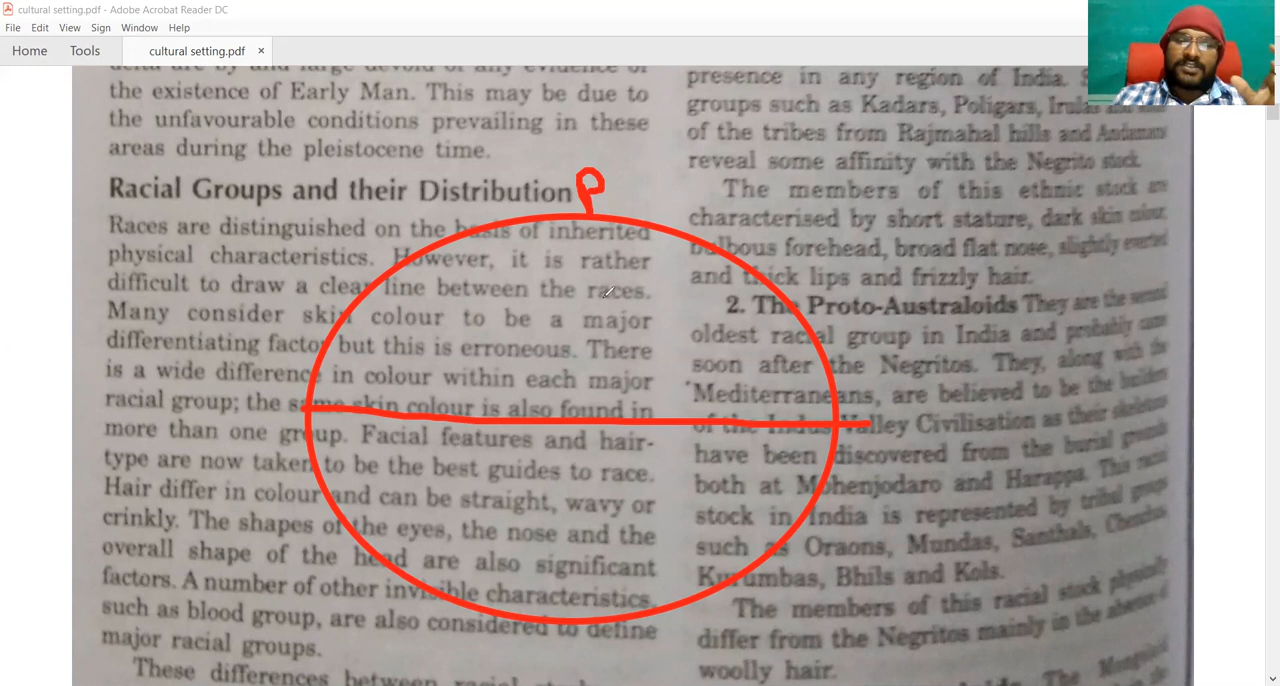 cultural setting.pdf - Adobe Acrobat Reader DC
File Edit View Sign Window Help
Home Tools cultural setting.pdf ×
the existence of Early Man. This may be due to
the unfavourable conditions prevailing in these
areas during the pleistocene time.
Racial Groups and their Distribution
Races are distinguished on the basis of inherited
physical characteristics. However, it is rather
difficult to draw a clear line between the races.
Many consider skin colour to be a major
differentiating factor but this is erroneous. There
is a wide difference in colour within each major
racial group; the same skin colour is also found in
more than one group. Facial features and hair-
type are now taken to be the best guides to race.
Hair differ in colour and can be straight, wavy or
crinkly. The shapes of the eyes, the nose and the
overall shape of the head are also significant
factors. A number of other invisible characteristics,
such as blood group, are also considered to define
major racial groups.
These differences between racial
presence in any region of India.
groups such as Kadars, Poligars,
of the tribes from Rajmahal hills and Andamans
reveal some affinity with the Negrito stock.
The members of this ethnic stock are
characterised by short stature, dark skin colour,
bulbous forehead, broad flat nose, slightly everted
and thick lips and frizzly hair.
2. The Proto-Australoids They are the second
oldest racial group in India and probably came
soon after the Negritos. They, along with the
Mediterraneans, are believed to be the builders
of the Indus Valley Civilisation as their skeletons
have been discovered from the burial grounds
both at Mohenjodaro and Harappa. This racial
stock in India is represented by tribal groups
such as Oraons, Mundas, Santhals, Chenchus
Kurumbas, Bhils and Kols.
The members of this racial stock physically
differ from the Negritos mainly in the absence of
woolly hair.